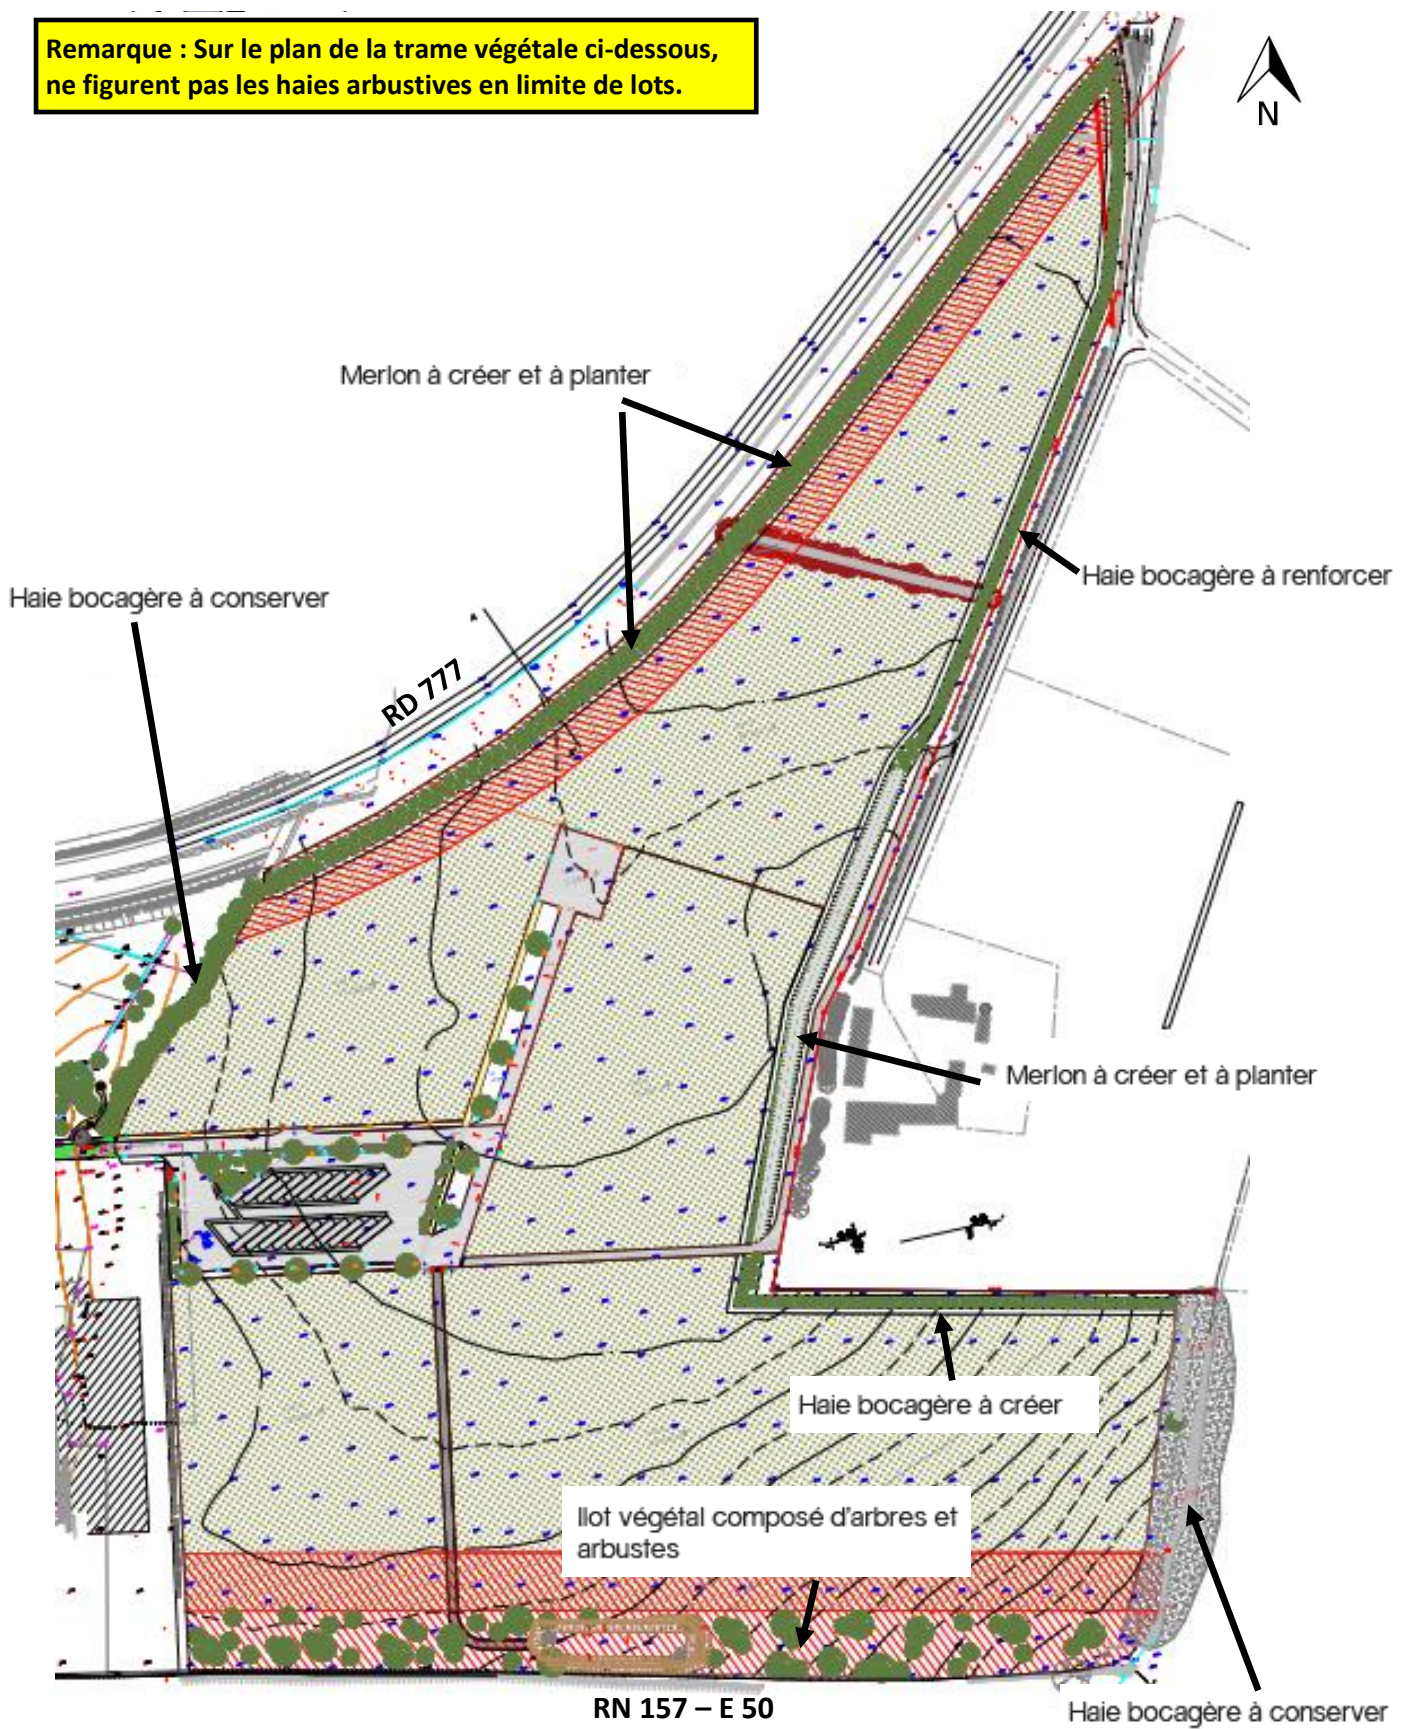 Remarque : Sur le plan de la trame végétale ci-dessous,
ne figurent pas les haies arbustives en limite de lots.
N
Merlon à créer et à planter
Haie bocagère à renforcer
Haie bocagère à conserver
RD 777
Merlon à créer et à planter
Haie bocagère à créer
Ilot végétal composé d'arbres et
arbustes
RN 157 – E 50
Haie bocagère à conserver